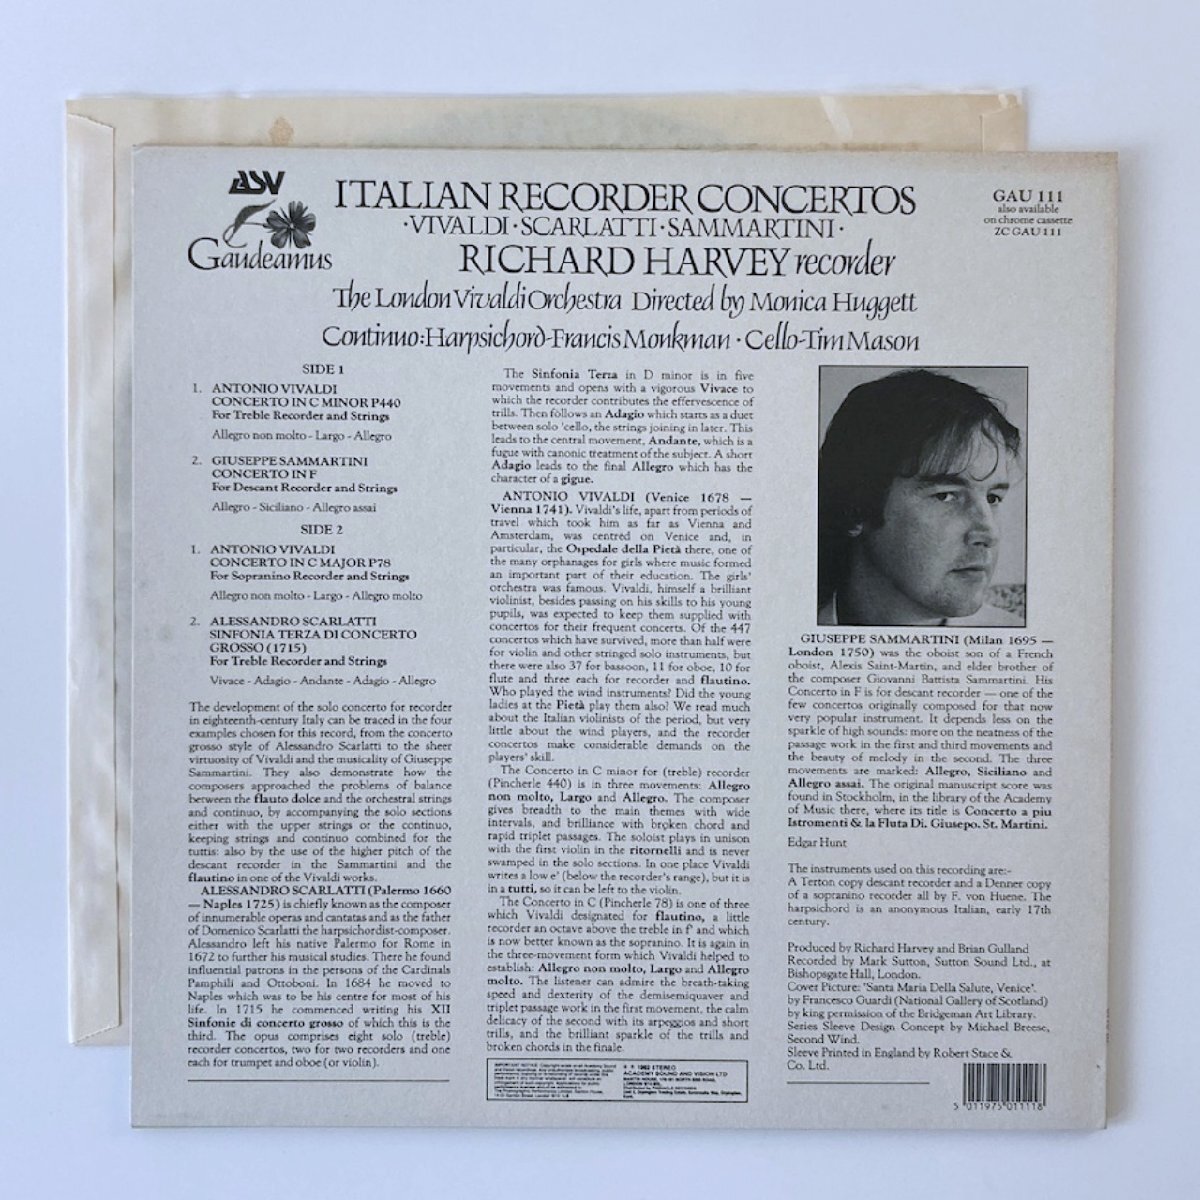 ASV
Gaudeamus
ITALIAN RECORDER CONCERTOS
·VIVALDI·SCARLATTI·SAMMARTINI·
RICHARD HARVEY recorder
The London Vivaldi Orchestra Directed by Monica Huggett
Continuo:Harpsichord-Francis Monkman · Cello-Tim Mason
GAU 111
also available
on chrome cassette
ZC GAU 111
SIDE 1
1. ANTONIO VIVALDI
CONCERTO IN C MINOR P440
For Treble Recorder and Strings
Allegro non molto - Largo - Allegro
2. GIUSEPPE SAMMARTINI
CONCERTO IN F
For Descant Recorder and Strings
Allegro - Siciliano - Allegro assai
SIDE 2
1. ANTONIO VIVALDI
CONCERTO IN C MAJOR P78
For Sopranino Recorder and Strings
Allegro non molto - Largo - Allegro molto
2. ALESSANDRO SCARLATTI
SINFONIA TERZA DI CONCERTO
GROSSO (1715)
For Treble Recorder and Strings
Vivace - Adagio - Andante - Adagio - Allegro
The development of the solo concerto for recorder
in eighteenth-century Italy can be traced in the four
examples chosen for this record, from the concerto
grosso style of Alessandro Scarlatti to the sheer
virtuosity of Vivaldi and the musicality of Giuseppe
Sammartini. They also demonstrate how the
composers approached the problems of balance
between the flauto dolce and the orchestral strings
and continuo, by accompanying the solo sections
either with the upper strings or the continuo,
keeping strings and continuo combined for the
tuttis: also by the use of the higher pitch of the
descant recorder in the Sammartini and the
flautino in one of the Vivaldi works.
ALESSANDRO SCARLATTI (Palermo 1660
— Naples 1725) is chiefly known as the composer
of innumerable operas and cantatas and as the father
of Domenico Scarlatti the harpsichordist-composer.
Alessandro left his native Palermo for Rome in
1672 to further his musical studies. There he found
influential patrons in the persons of the Cardinals
Pamphili and Ottoboni. In 1684 he moved to
Naples which was to be his centre for most of his
life. In 1715 he commenced writing his XII
Sinfonie di concerto grosso of which this is the
third. The opus comprises eight solo (treble)
recorder concertos, two for two recorders and one
each for trumpet and oboe (or violin).
The Sinfonia Terza in D minor is in five
movements and opens with a vigorous Vivace to
which the recorder contributes the effervescence of
trills. Then follows an Adagio which starts as a duet
between solo 'cello, the strings joining in later. This
leads to the central movement, Andante, which is a
fugue with canonic treatment of the subject. A short
Adagio leads to the final Allegro which has the
character of a gigue.
ANTONIO VIVALDI (Venice 1678 —
Vienna 1741). Vivaldi's life, apart from periods of
travel which took him as far as Vienna and
Amsterdam, was centred on Venice and, in
particular, the Ospedale della Pietà there, one of
the many orphanages for girls where music formed
an important part of their education. The girls'
orchestra was famous. Vivaldi, himself a brilliant
violinist, besides passing on his skills to his young
pupils, was expected to keep them supplied with
concertos for their frequent concerts. Of the 447
concertos which have survived, more than half were
for violin and other stringed solo instruments, but
there were also 37 for bassoon, 11 for oboe, 10 for
flute and three each for recorder and flautino.
Who played the wind instruments? Did the young
ladies at the Pietà play them also? We read much
about the Italian violinists of the period, but very
little about the wind players, and the recorder
concertos make considerable demands on the
players' skill.
The Concerto in C minor for (treble) recorder
(Pincherle 440) is in three movements: Allegro
non molto, Largo and Allegro. The composer
gives breadth to the main themes with wide
intervals, and brilliance with broken chord and
rapid triplet passages. The soloist plays in unison
with the first violin in the ritornelli and is never
swamped in the solo sections. In one place Vivaldi
writes a low e' (below the recorder's range), but it is
in a tutti, so it can be left to the violin.
The Concerto in C (Pincherle 78) is one of three
which Vivaldi designated for flautino, a little
recorder an octave above the treble in f' and which
is now better known as the sopranino. It is again in
the three-movement form which Vivaldi helped to
establish: Allegro non molto, Largo and Allegro
molto. The listener can admire the breath-taking
speed and dexterity of the demisemiquaver and
triplet passage work in the first movement, the calm
delicacy of the second with its arpeggios and short
trills, and the brilliant sparkle of the trills and
broken chords in the finale.
GIUSEPPE SAMMARTINI (Milan 1695 —
London 1750) was the oboist son of a French
oboist, Alexis Saint-Martin, and elder brother of
the composer Giovanni Battista Sammartini. His
Concerto in F is for descant recorder — one of the
few concertos originally composed for that now
very popular instrument. It depends less on the
sparkle of high sounds: more on the neatness of the
passage work in the first and third movements and
the beauty of melody in the second. The three
movements are marked: Allegro, Siciliano and
Allegro assai. The original manuscript score was
found in Stockholm, in the library of the Academy
of Music there, where its title is Concerto a piu
Istromenti & la Fluta Di. Giusepo. St. Martini.
Edgar Hunt
The instruments used on this recording are:-
A Terton copy descant recorder and a Denner copy
of a sopranino recorder all by F. von Huene. The
harpsichord is an anonymous Italian, early 17th
century.
Produced by Richard Harvey and Brian Gulland
Recorded by Mark Sutton, Sutton Sound Ltd., at
Bishopsgate Hall, London.
Cover Picture: 'Santa Maria Della Salute, Venice'.
by Francesco Guardi (National Gallery of Scotland)
by king permission of the Bridgeman Art Library.
Series Sleeve Design Concept by Michael Breese,
Second Wind.
Sleeve Printed in England by Robert Stace &
Co. Ltd.
1982 STEREO
ACADEMY SOUND AND VISION LTD
5 011975 011118